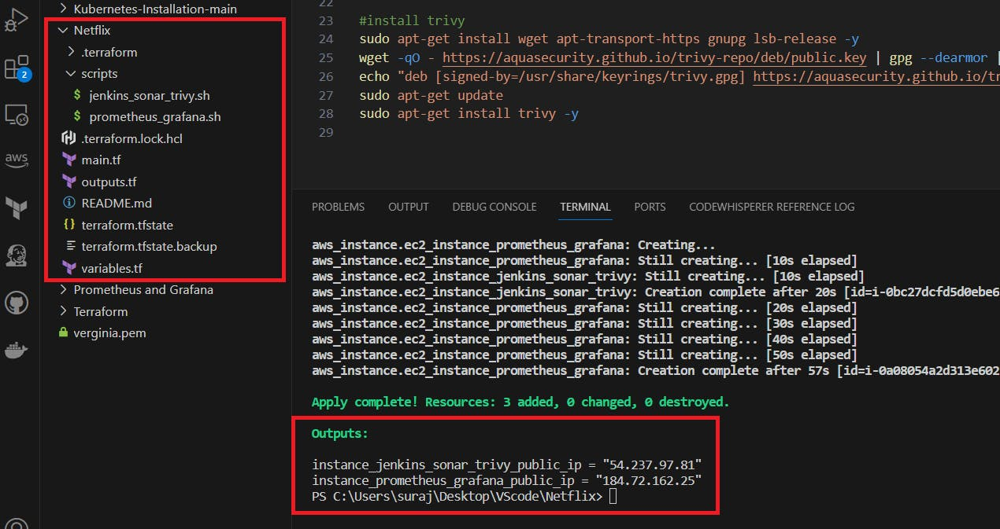 Kubernetes-Installation-main
Netflix
.terraform
scripts
$ jenkins_sonar_trivy.sh
$ prometheus_grafana.sh
.terraform.lock.hcl
main.tf
outputs.tf
README.md
{} terraform.tfstate
terraform.tfstate.backup
variables.tf
Prometheus and Grafana
Terraform
verginia.pem
2
aws
22
23 #install trivy
24 sudo apt-get install wget apt-transport-https gnupg lsb-release -y
25 wget -qO - https://aquasecurity.github.io/trivy-repo/deb/public.key | gpg --dearmor |
26 echo "deb [signed-by=/usr/share/keyrings/trivy.gpg] https://aquasecurity.github.io/tr
27 sudo apt-get update
28 sudo apt-get install trivy -y
29
PROBLEMS OUTPUT DEBUG CONSOLE TERMINAL PORTS CODEWHISPERER REFERENCE LOG
aws_instance.ec2_instance_prometheus_grafana: Creating...
aws_instance.ec2_instance_prometheus_grafana: Still creating... [10s elapsed]
aws_instance.ec2_instance_jenkins_sonar_trivy: Still creating... [10s elapsed]
aws_instance.ec2_instance_jenkins_sonar_trivy: Creation complete after 20s [id=i-0bc27dcfd5d0ebe6
aws_instance.ec2_instance_prometheus_grafana: Still creating... [20s elapsed]
aws_instance.ec2_instance_prometheus_grafana: Still creating... [30s elapsed]
aws_instance.ec2_instance_prometheus_grafana: Still creating... [40s elapsed]
aws_instance.ec2_instance_prometheus_grafana: Still creating... [50s elapsed]
aws_instance.ec2_instance_prometheus_grafana: Creation complete after 57s [id=i-0a08054a2d313e602
Apply complete! Resources: 3 added, 0 changed, 0 destroyed.
Outputs:
instance_jenkins_sonar_trivy_public_ip = "54.237.97.81"
instance_prometheus_grafana_public_ip = "184.72.162.25"
PS C:\Users\suraj\Desktop\VScode\Netflix>